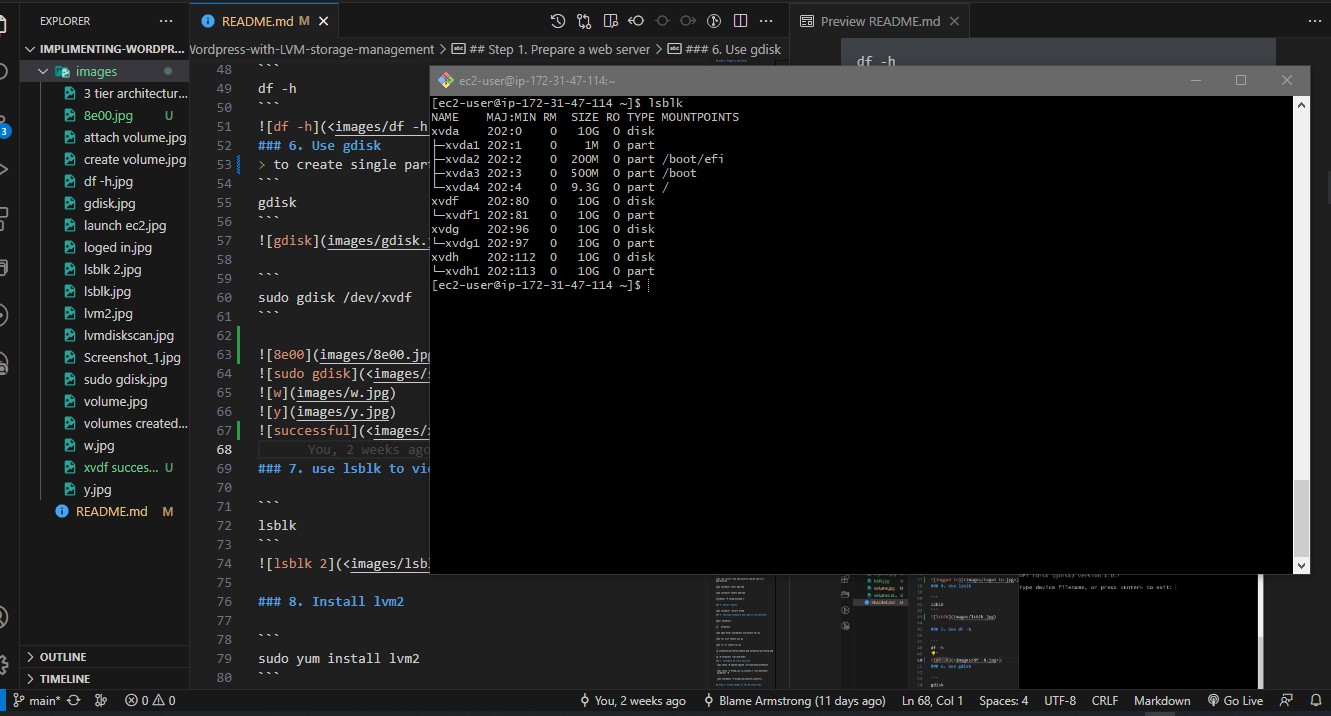 EXPLORER
IMPLIMENTING-WORDPR...
images
3 tier architectur...
8e00.jpg U
attach volume.jpg
create volume.jpg
df -h.jpg
gdisk.jpg
launch ec2.jpg
loged in.jpg
lsblk 2.jpg
lsblk.jpg
lvm2.jpg
lvmdiskscan.jpg
Screenshot_1.jpg
sudo gdisk.jpg
volume.jpg
volumes created...
w.jpg
xvdf succes... U
y.jpg
README.md M
OUTLINE
TIMELINE
3
README.md M
Wordpress-with-LVM-storage-management > ## Step 1. Prepare a web server > ### 6. Use gdisk
48 ```
49 df -h
50 ```
51 ![df -h](<images/df -h
52 ### 6. Use gdisk
53 > to create single part
54 ```
55 gdisk
56 ```
57 ![gdisk](images/gdisk.
58
59 ```
60 sudo gdisk /dev/xvdf
61 ```
62
63 ![8e00](images/8e00.jpg
64 ![sudo gdisk](<images/s
65 ![w](images/w.jpg)
66 ![y](images/y.jpg)
67 ![successful](<images/x
68 You, 2 weeks ago
69 ### 7. use lsblk to vie
70
71 ```
72 lsblk
73 ```
74 ![lsblk 2](<images/lsbl
75
76 ### 8. Install lvm2
77
78 ```
79 sudo yum install lvm2
80 ```
Preview README.md
df -h
ec2-user@ip-172-31-47-114:~
[ec2-user@ip-172-31-47-114 ~]$ lsblk
NAME MAJ:MIN RM SIZE RO TYPE MOUNTPOINTS
xvda 202:0 0 10G 0 disk
├─xvda1 202:1 0 1M 0 part
├─xvda2 202:2 0 200M 0 part /boot/efi
├─xvda3 202:3 0 500M 0 part /boot
└─xvda4 202:4 0 9.3G 0 part /
xvdf 202:80 0 10G 0 disk
└─xvdf1 202:81 0 10G 0 part
xvdg 202:96 0 10G 0 disk
└─xvdg1 202:97 0 10G 0 part
xvdh 202:112 0 10G 0 disk
└─xvdh1 202:113 0 10G 0 part
[ec2-user@ip-172-31-47-114 ~]$
Type device filename, or press <enter> to exit:
main* 0 0 You, 2 weeks ago Blame Armstrong (11 days ago) Ln 68, Col 1 Spaces: 4 UTF-8 CRLF Markdown Go Live